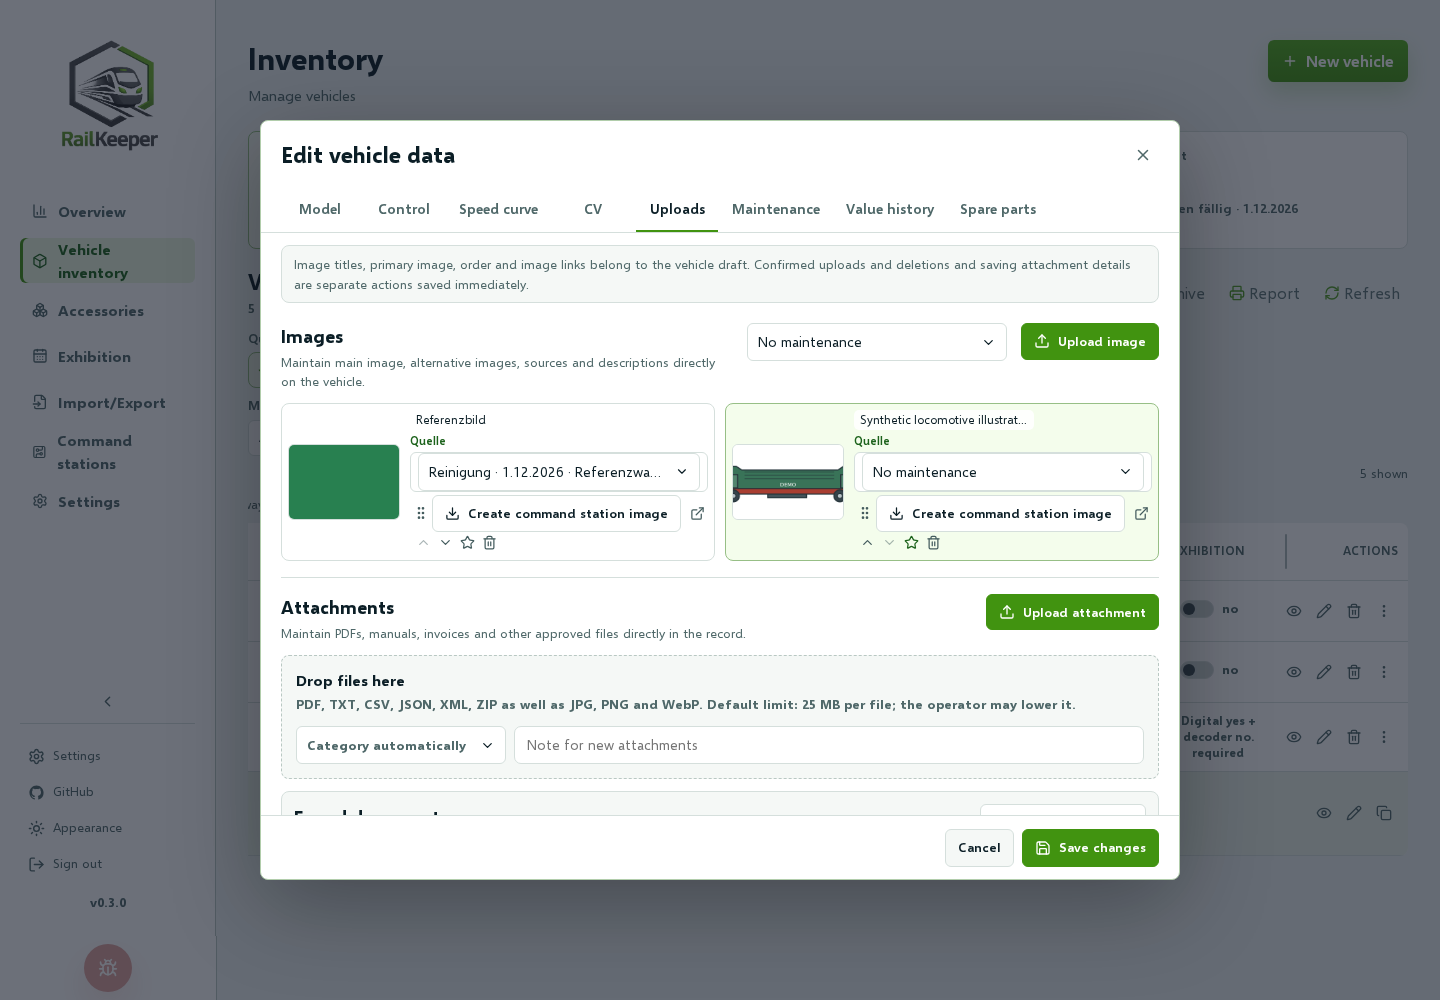 RailKeeper
Overview
Vehicle
inventory
Accessories
Exhibition
Import/Export
Command
stations
Settings
Settings
GitHub
Appearance
Sign out
v0.3.0
Inventory
Manage vehicles
New vehicle
en fällig · 1.12.2026
Report
Refresh
5 shown
ACTIONS
no
no
Digital yes +
decoder no.
required
Edit vehicle data
Model
Control
Speed curve
CV
Uploads
Maintenance
Value history
Spare parts
Image titles, primary image, order and image links belong to the vehicle draft. Confirmed uploads and deletions and saving attachment details
are separate actions saved immediately.
Images
Maintain main image, alternative images, sources and descriptions directly
on the vehicle.
No maintenance
Upload image
Referenzbild
Quelle
Reinigung · 1.12.2026 · Referenzwa...
Create command station image
Synthetic locomotive illustrat...
Quelle
DEMO
No maintenance
Create command station image
Attachments
Maintain PDFs, manuals, invoices and other approved files directly in the record.
Upload attachment
Drop files here
PDF, TXT, CSV, JSON, XML, ZIP as well as JPG, PNG and WebP. Default limit: 25 MB per file; the operator may lower it.
Category automatically
Note for new attachments
Cancel
Save changes